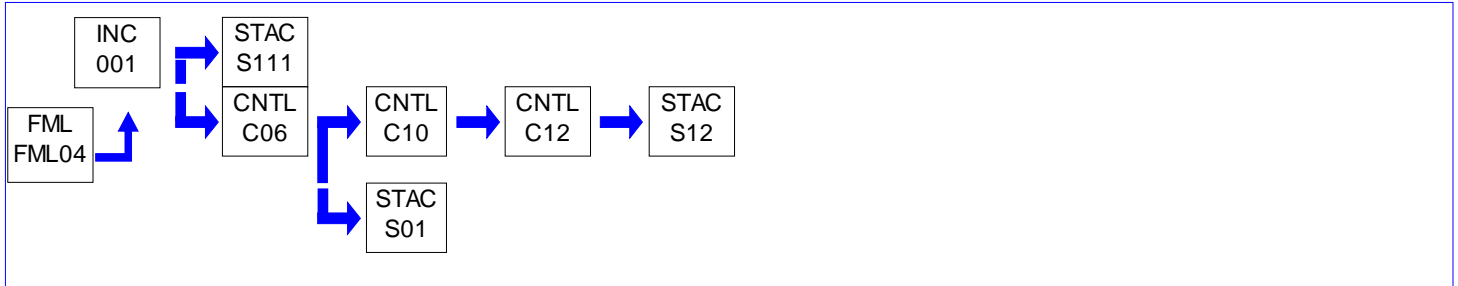 INC
001
STAC
S111
FML
FML04
CNTL
C06
CNTL
C10
CNTL
C12
STAC
S12
STAC
S01